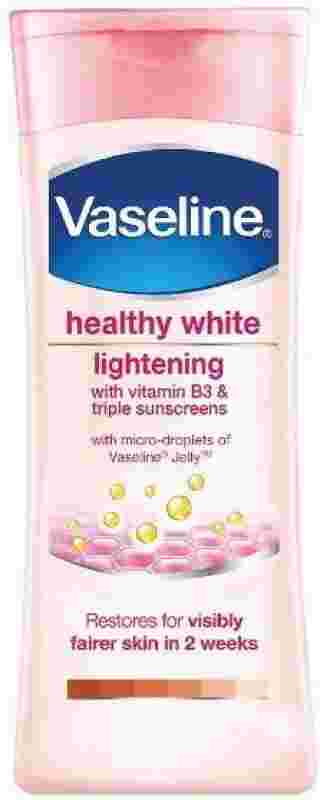 Vaseline®
healthy white
lightening
with vitamin B3 &
triple sunscreens
with micro-droplets of
Vaseline® Jelly™
Restores for visibly
fairer skin in 2 weeks